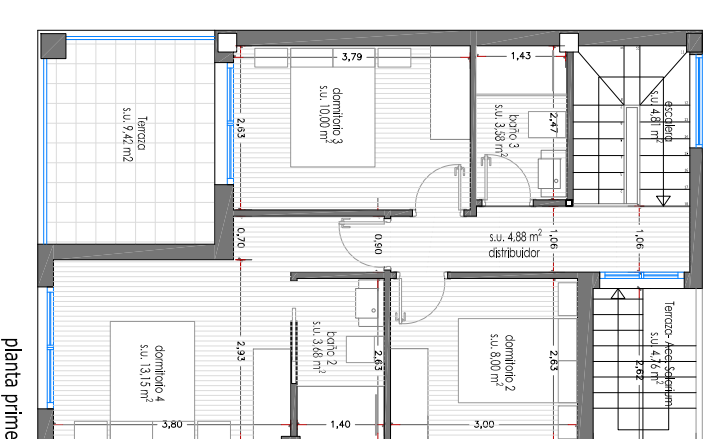 3,79
1,43
Terraza
s.u. 9,42 m2
2,63
dormitorio 3
s.u. 10,00 m²
baño 3
s.u. 3,58 m²
2,47
escalera
s.u. 4,81 m²
0,70
0,90
s.u. 4,88 m²
distribuidor
1,06
1,06
planta prime
dormitorio 4
s.u. 13,15 m²
2,93
baño 2
s.u. 3,68 m²
2,63
dormitorio 2
s.u. 8,00 m²
2,63
Terraza- Acc. Solarium
s.u. 4,76 m²
2,62
3,80
1,40
3,00